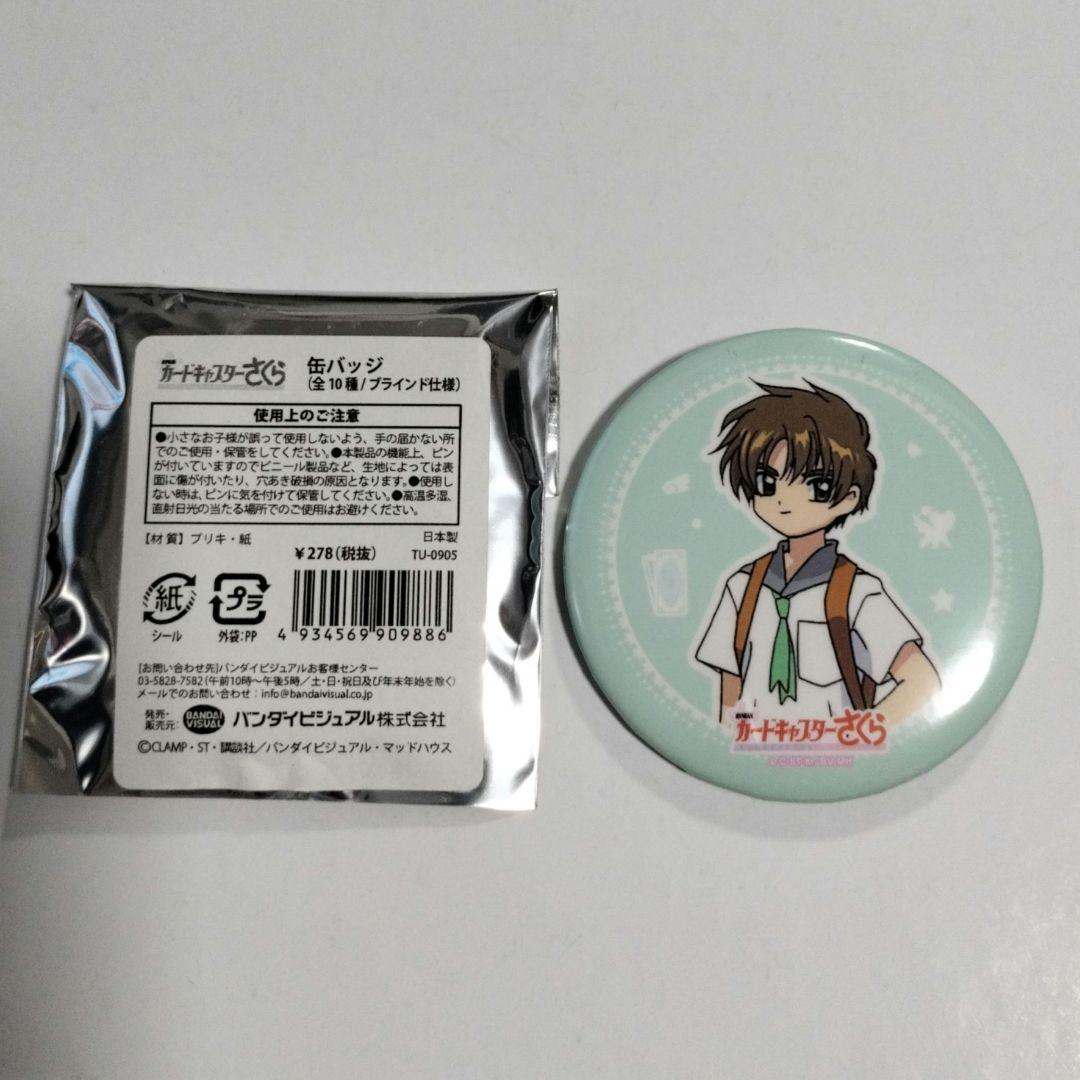 劇場版
カードキャプターさくら
缶バッジ
(全10種/ブラインド仕様)
使用上のご注意
●小さなお子様が誤って使用しないよう、手の届かない所
でのご使用・保管をしてください。●本製品の機能上、ピン
が付いていますのでビニール製品など、生地によっては表
面に傷が付いたり、穴あき破損の原因となります。●使用し
ない時は、ピンに気を付けて保管してください。●高温多湿、
直射日光の当たる場所でのご使用はお避けください。
【材質】ブリキ・紙
日本製
¥278(税抜)
TU-0905
紙
シール
プラ
外袋:PP
4 934569 909886
[お問い合わせ先]バンダイビジュアルお客様センター
03-5828-7582(午前10時〜午後5時/土・日・祝日及び年末年始を除く)
メールでのお問い合わせ:info@bandaivisual.co.jp
発売・
販売元:
BANDAI
VISUAL
バンダイビジュアル株式会社
©CLAMP・ST・講談社/バンダイビジュアル・マッドハウス
劇場版
カードキャプターさくら